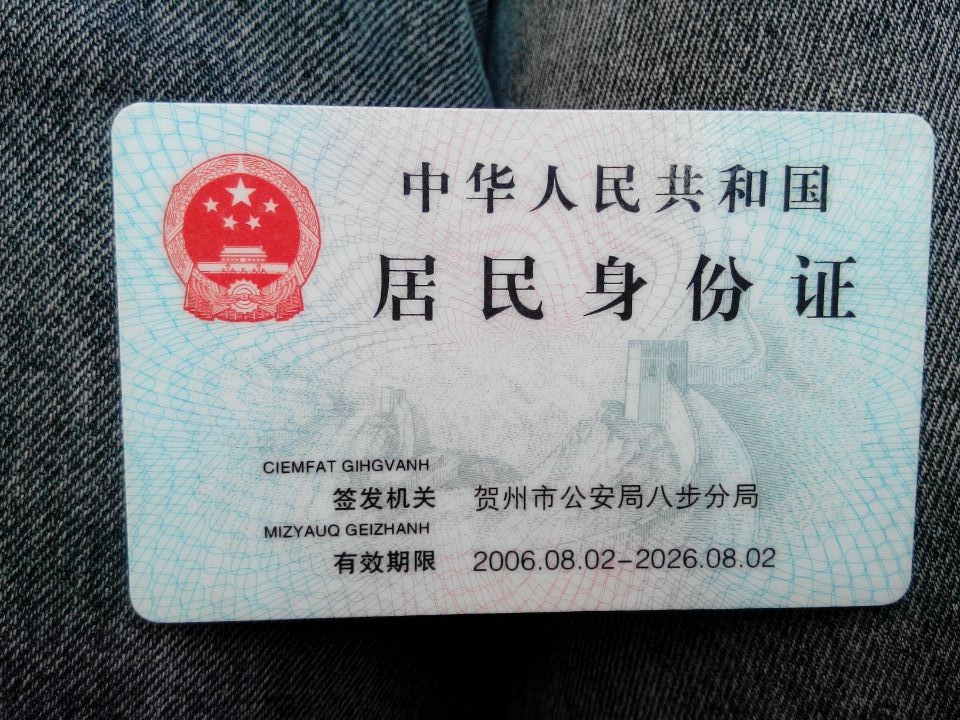 中华人民共和国
居民身份证
CIEMFAT GIHGVANH
签发机关 贺州市公安局八步分局
MIZYAUQ GEIZHANH
有效期限 2006.08.02-2026.08.02